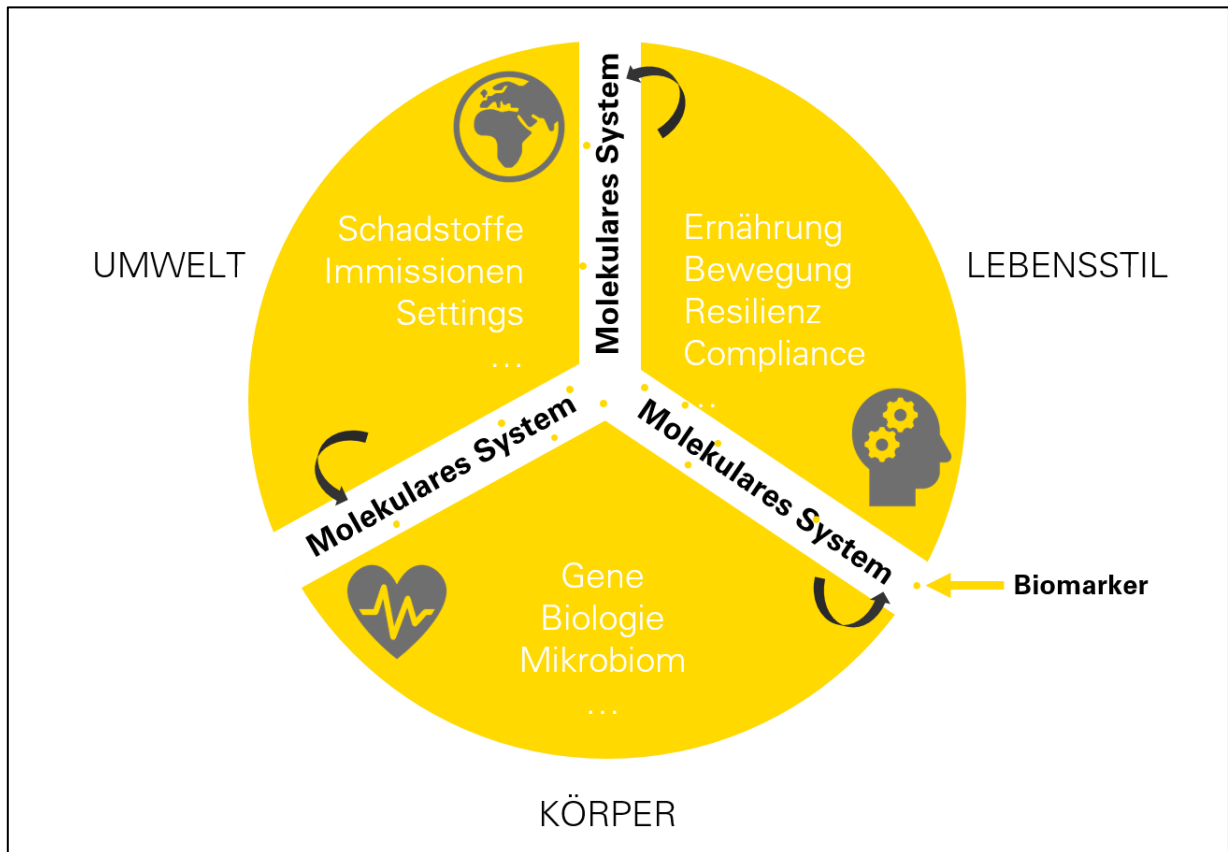 Molekulares System
UMWELT
Schadstoffe
Immissionen
Settings
...
Ernährung
Bewegung
Resilienz
Compliance
...
LEBENSSTIL
Molekulares System
Molekulares System
Gene
Biologie
Mikrobiom
...
Biomarker
KÖRPER